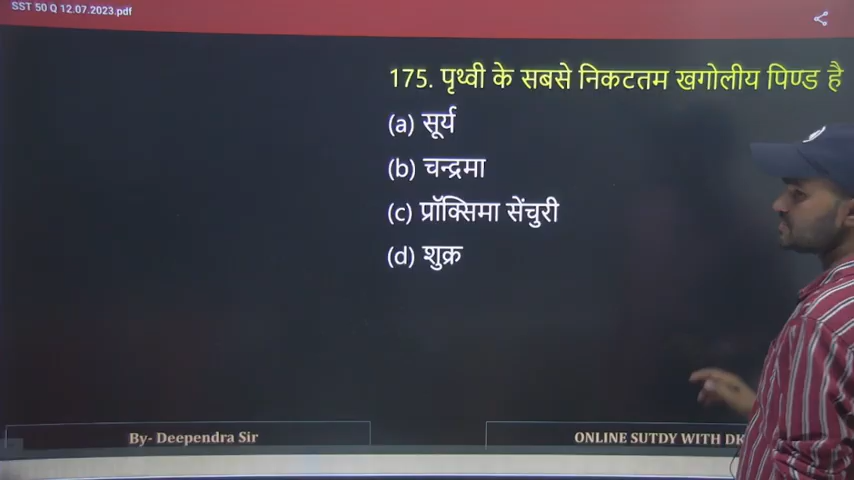 SST 50 Q 12.07.2023.pdf
175. पृथ्वी के सबसे निकटतम खगोलीय पिण्ड है
(a) सूर्य
(b) चन्द्रमा
(c) प्रॉक्सिमा सेंचुरी
(d) शुक्र
By- Deependra Sir
ONLINE SUTDY WITH DK